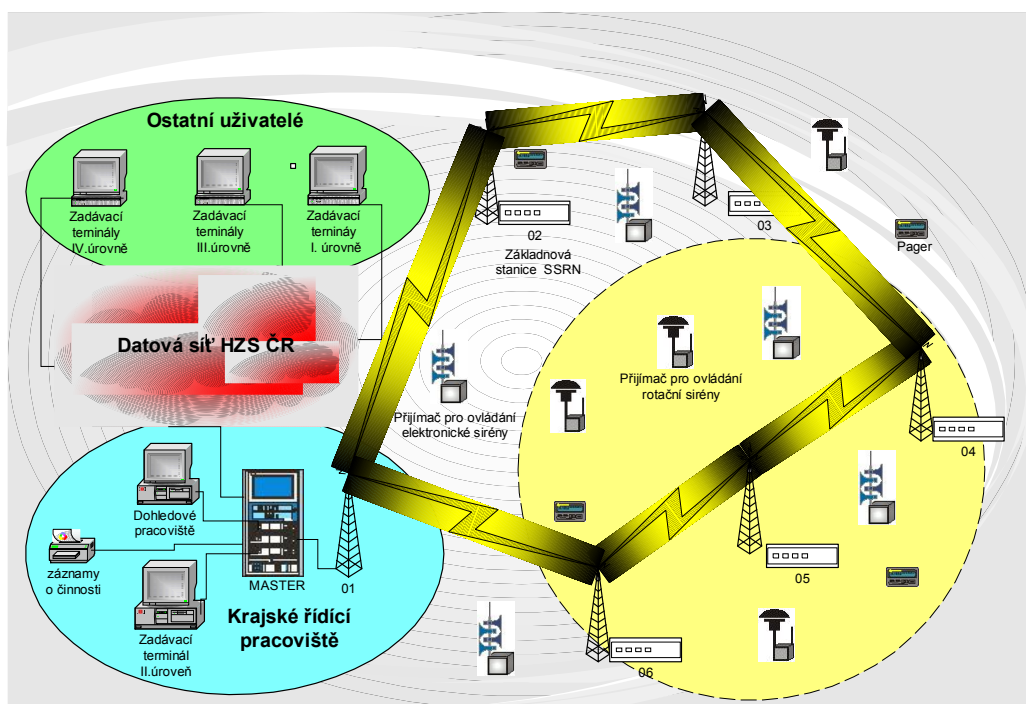 Ostatní uživatelé
Zadávací
terminály
IV.úrovně
Zadávací
terminály
III.úrovně
Zadávací
terminály
I. úrovně
Datová síť HZS ČR
Dohledové
pracoviště
záznamy
o činnosti
Zadávací
terminál
II.úroveň
MASTER
01
Krajské řídící
pracoviště
02
Základnová
stanice SSRN
03
Pager
Přijímač pro ovládání
elektronické sirény
Přijímač pro ovládání
rotační sirény
04
05
06